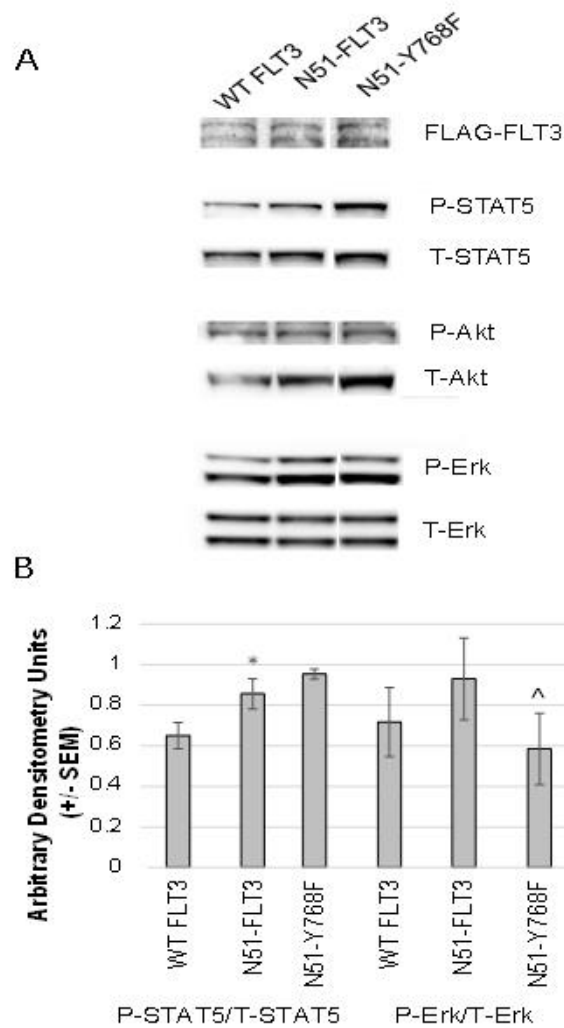 A
WT FLT3
N51-FLT3
N51-Y768F
FLAG-FLT3
P-STAT5
T-STAT5
P-Akt
T-Akt
P-Erk
T-Erk
B
Arbitrary Densitometry Units
(+/- SEM)
1.2
1
0.8
0.6
0.4
0.2
0
*
^
WT FLT3
N51-FLT3
N51-Y768F
WT FLT3
N51-FLT3
N51-Y768F
P-STAT5/T-STAT5
P-Erk/T-Erk